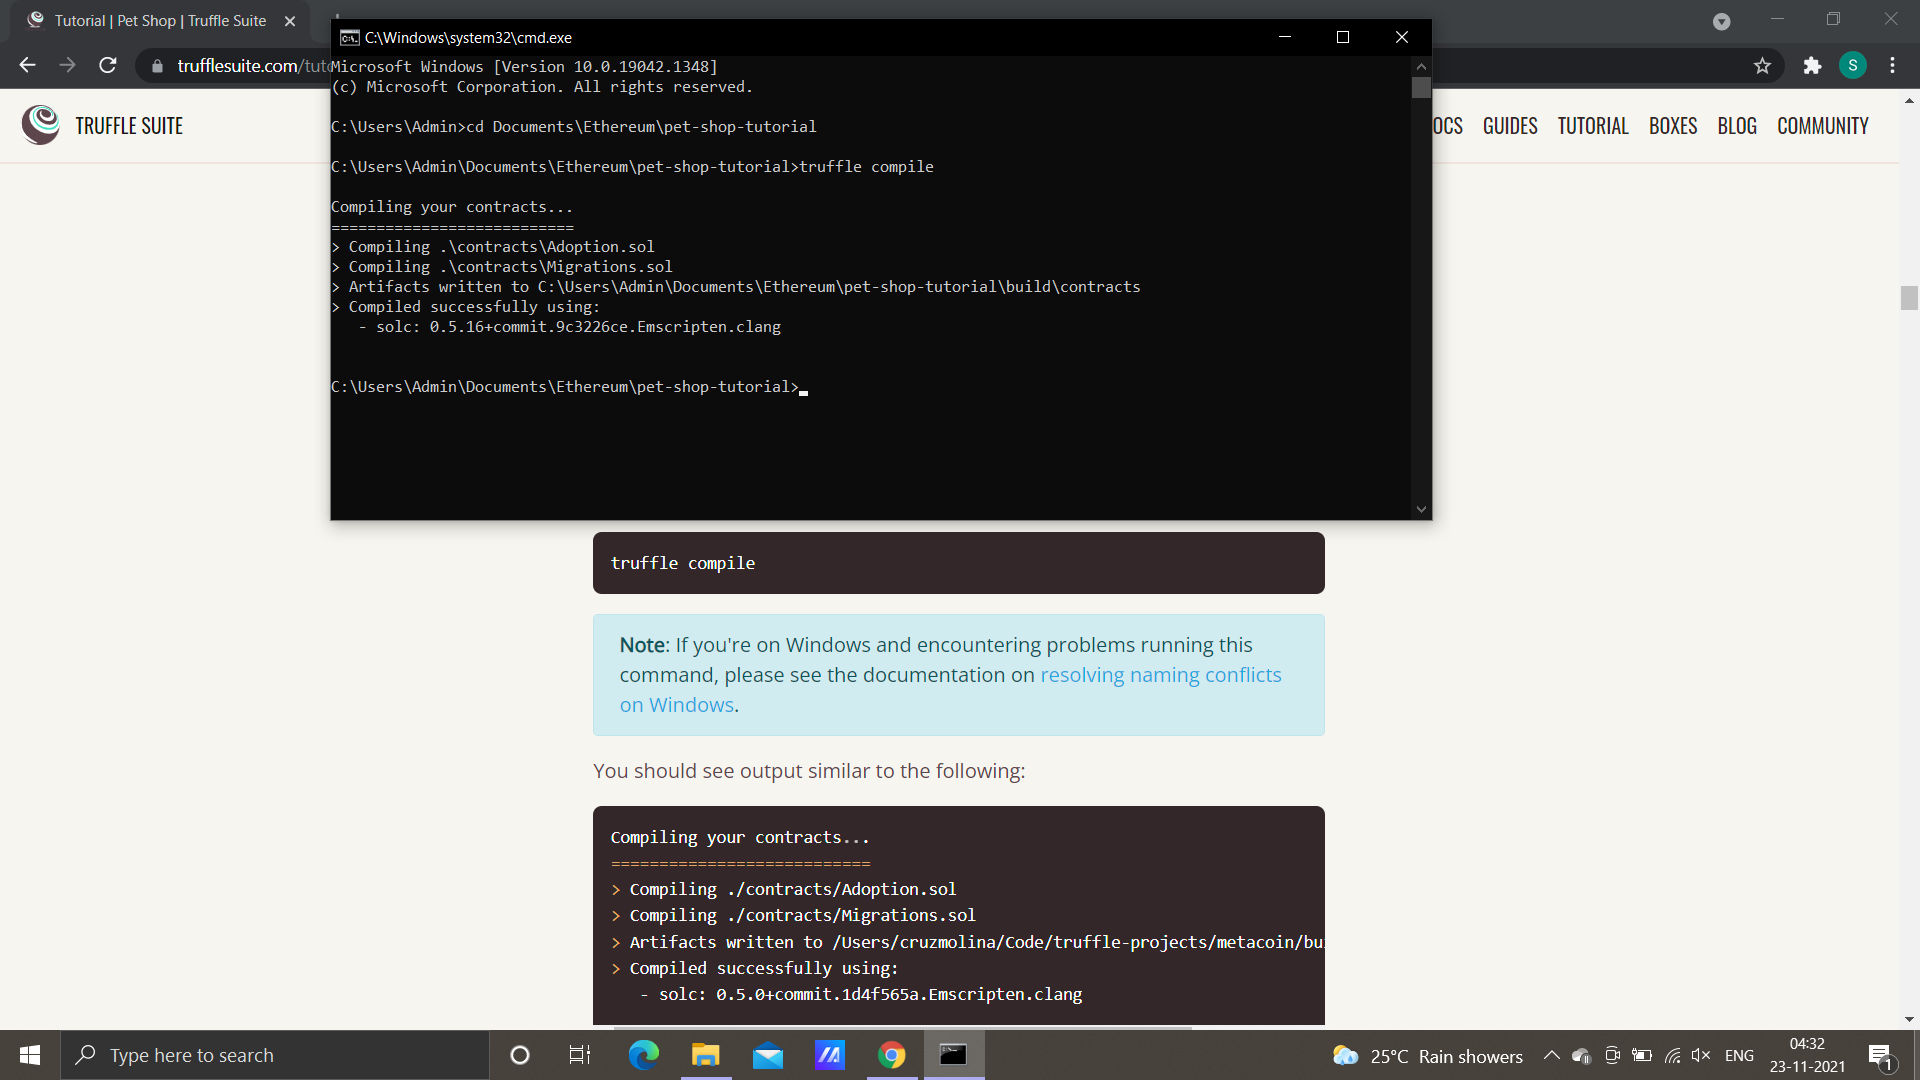 Tutorial | Pet Shop | Truffle Suite
trufflesuite.com/tuto
C:\Windows\system32\cmd.exe
Microsoft Windows [Version 10.0.19042.1348]
(c) Microsoft Corporation. All rights reserved.
C:\Users\Admin>cd Documents\Ethereum\pet-shop-tutorial
C:\Users\Admin\Documents\Ethereum\pet-shop-tutorial>truffle compile
Compiling your contracts...
===========================
> Compiling .\contracts\Adoption.sol
> Compiling .\contracts\Migrations.sol
> Artifacts written to C:\Users\Admin\Documents\Ethereum\pet-shop-tutorial\build\contracts
> Compiled successfully using:
- solc: 0.5.16+commit.9c3226ce.Emscripten.clang
C:\Users\Admin\Documents\Ethereum\pet-shop-tutorial>
S
TRUFFLE SUITE
OCS GUIDES TUTORIAL BOXES BLOG COMMUNITY
truffle compile
Note: If you're on Windows and encountering problems running this
command, please see the documentation on resolving naming conflicts
on Windows.
You should see output similar to the following:
Compiling your contracts...
===========================
> Compiling ./contracts/Adoption.sol
> Compiling ./contracts/Migrations.sol
> Artifacts written to /Users/cruzmolina/Code/truffle-projects/metacoin/bu
> Compiled successfully using:
- solc: 0.5.0+commit.1d4f565a.Emscripten.clang
Type here to search
25°C Rain showers
ENG
04:32
23-11-2021
1